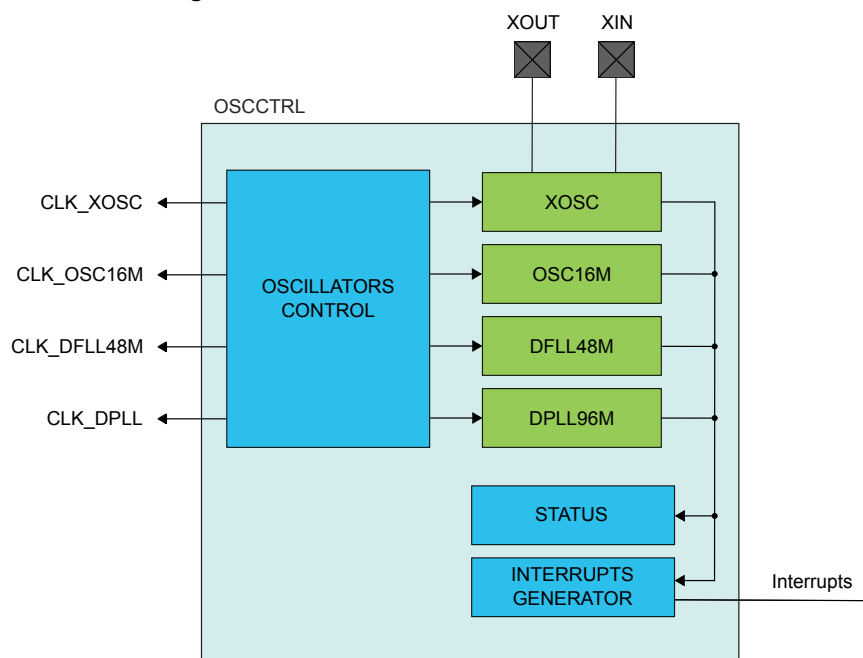 XOUT XIN
OSCCTRL
CLK_XOSC
XOSC
CLK_OSC16M
OSC16M
OSCILLATORS
CONTROL
CLK_DFLL48M
DFLL48M
CLK_DPLL
DPLL96M
STATUS
INTERRUPTS
GENERATOR
Interrupts